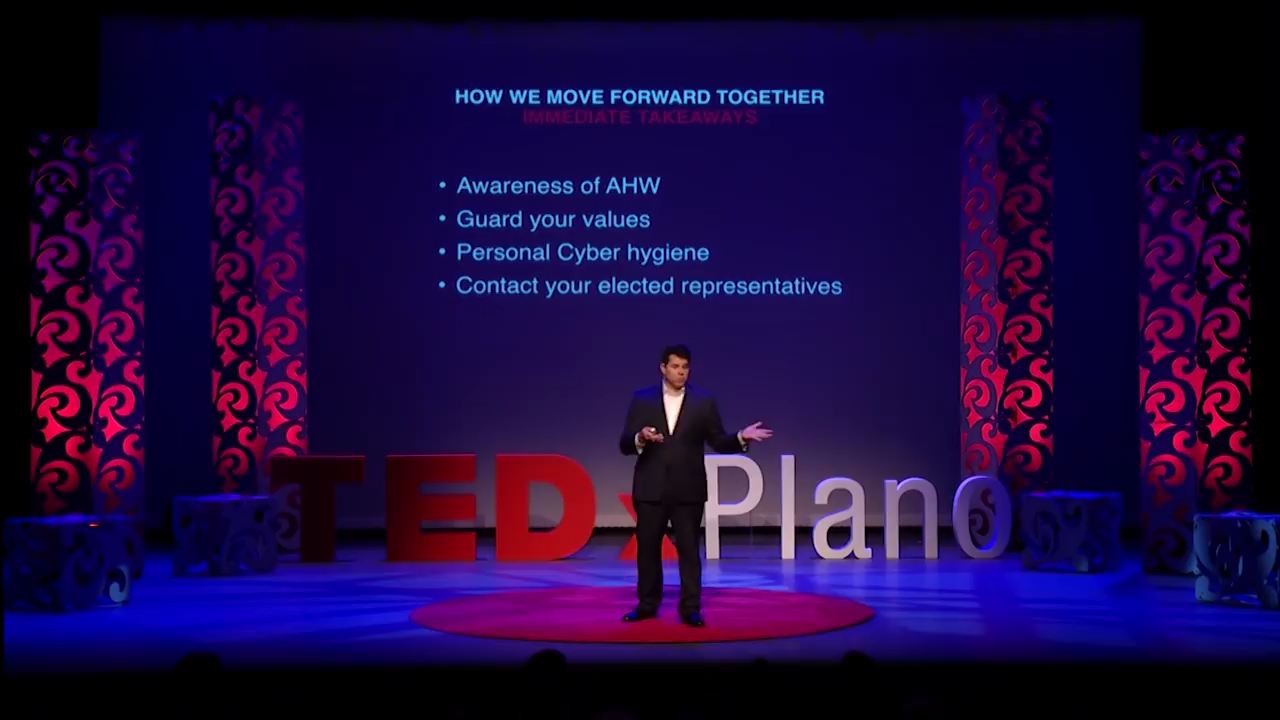 HOW WE MOVE FORWARD TOGETHER
IMMEDIATE TAKEAWAYS
• Awareness of AHW
• Guard your values
• Personal Cyber hygiene
• Contact your elected representatives
TEDxPlano